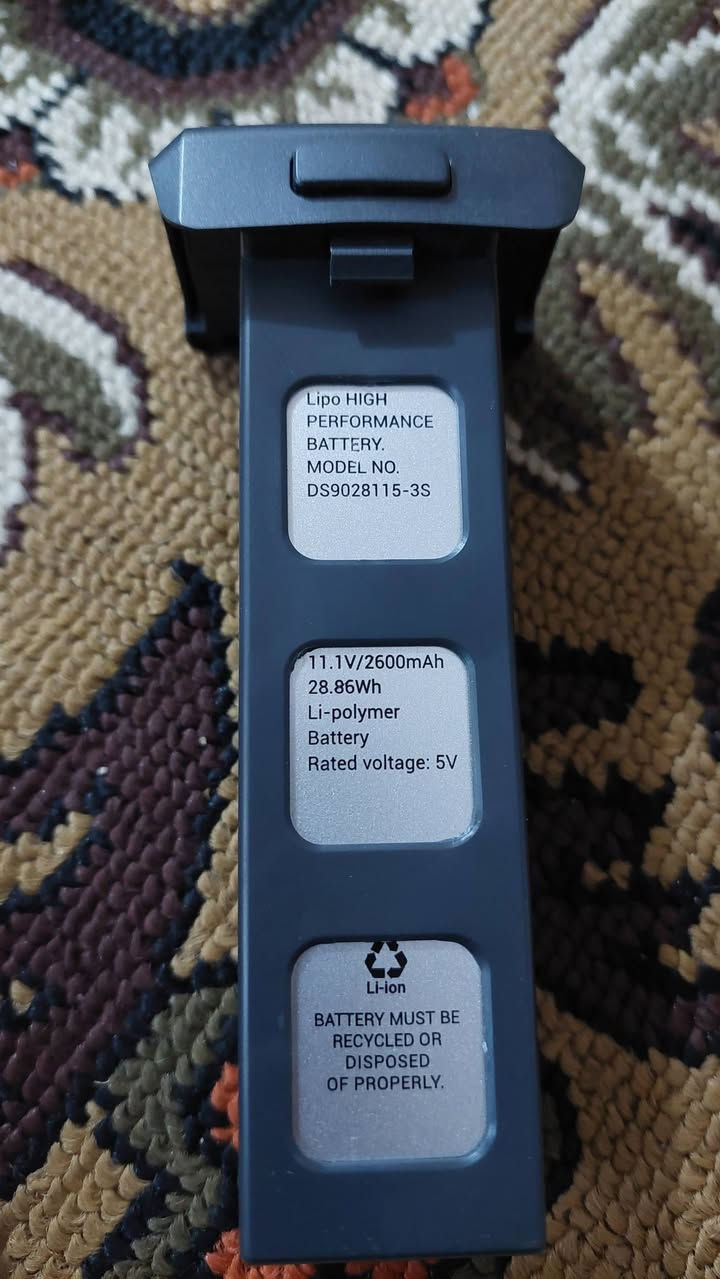 Lipo HIGH
PERFORMANCE
BATTERY.
MODEL NO.
DS9028115-3S
11.1V/2600mAh
28.86Wh
Li-polymer
Battery
Rated voltage: 5V
Li-ion
BATTERY MUST BE
RECYCLED OR
DISPOSED
OF PROPERLY.